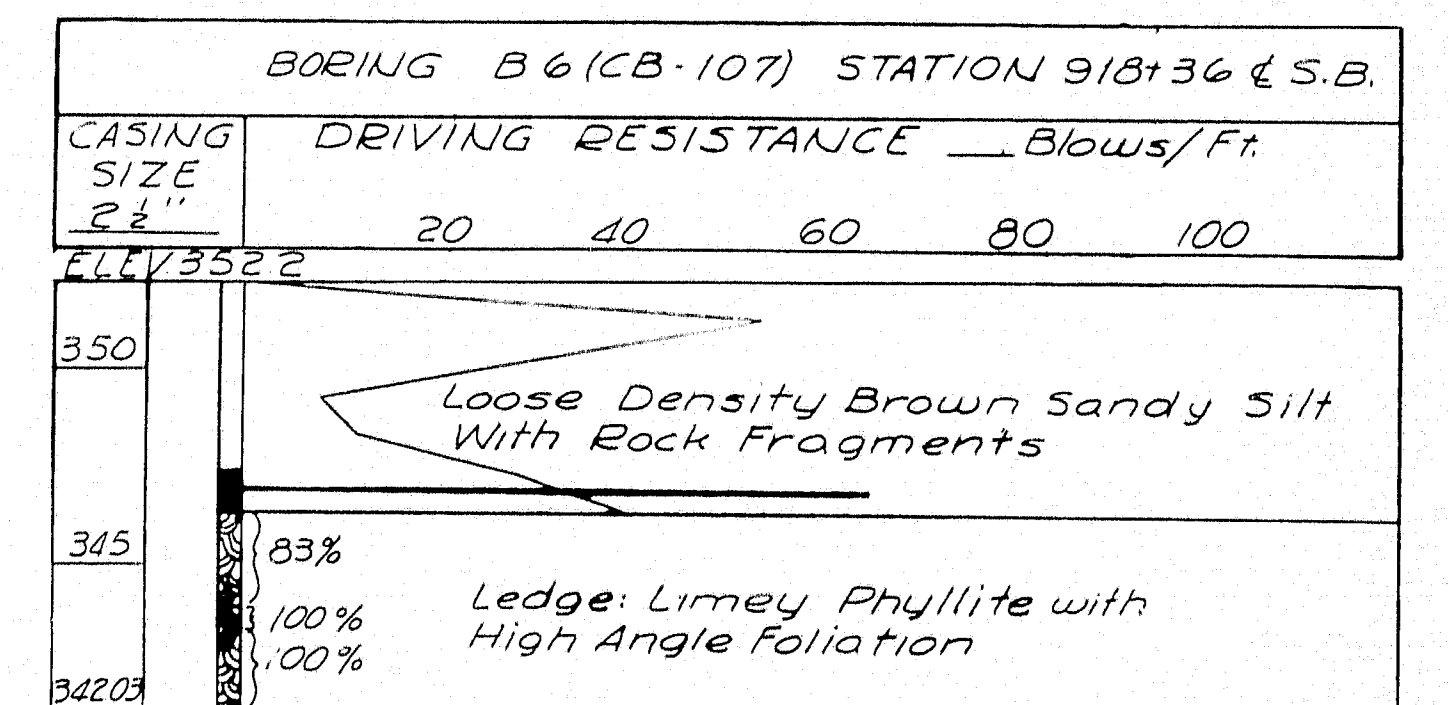 BORING B6 (CB-107) STATION 918+36 ℄ S.B.
CASING SIZE 2½"
DRIVING RESISTANCE __ Blows/Ft.
20 40 60 80 100
ELEV. 352 2
350
Loose Density Brown Sandy Silt
With Rock Fragments
345
83%
100%
100%
Ledge: Limey Phyllite with
High Angle Foliation
34203